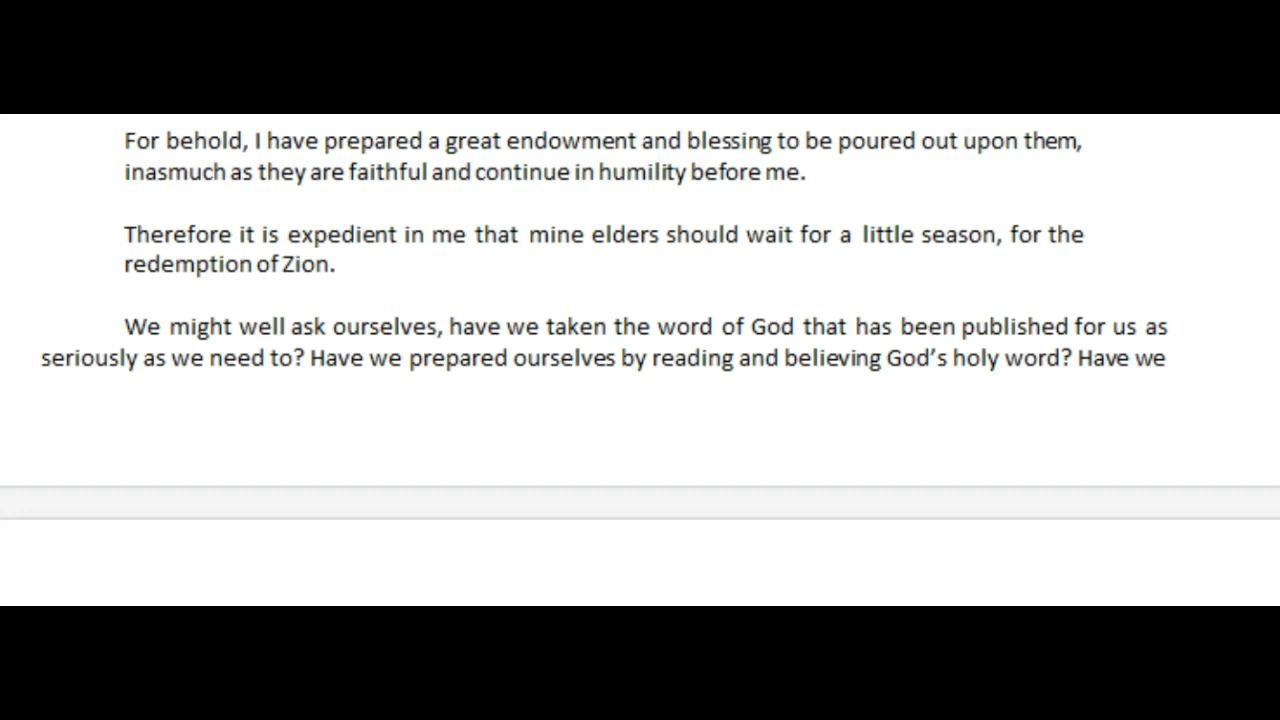 For behold, I have prepared a great endowment and blessing to be poured out upon them,
inasmuch as they are faithful and continue in humility before me.
Therefore it is expedient in me that mine elders should wait for a little season, for the
redemption of Zion.
We might well ask ourselves, have we taken the word of God that has been published for us as
seriously as we need to? Have we prepared ourselves by reading and believing God’s holy word? Have we